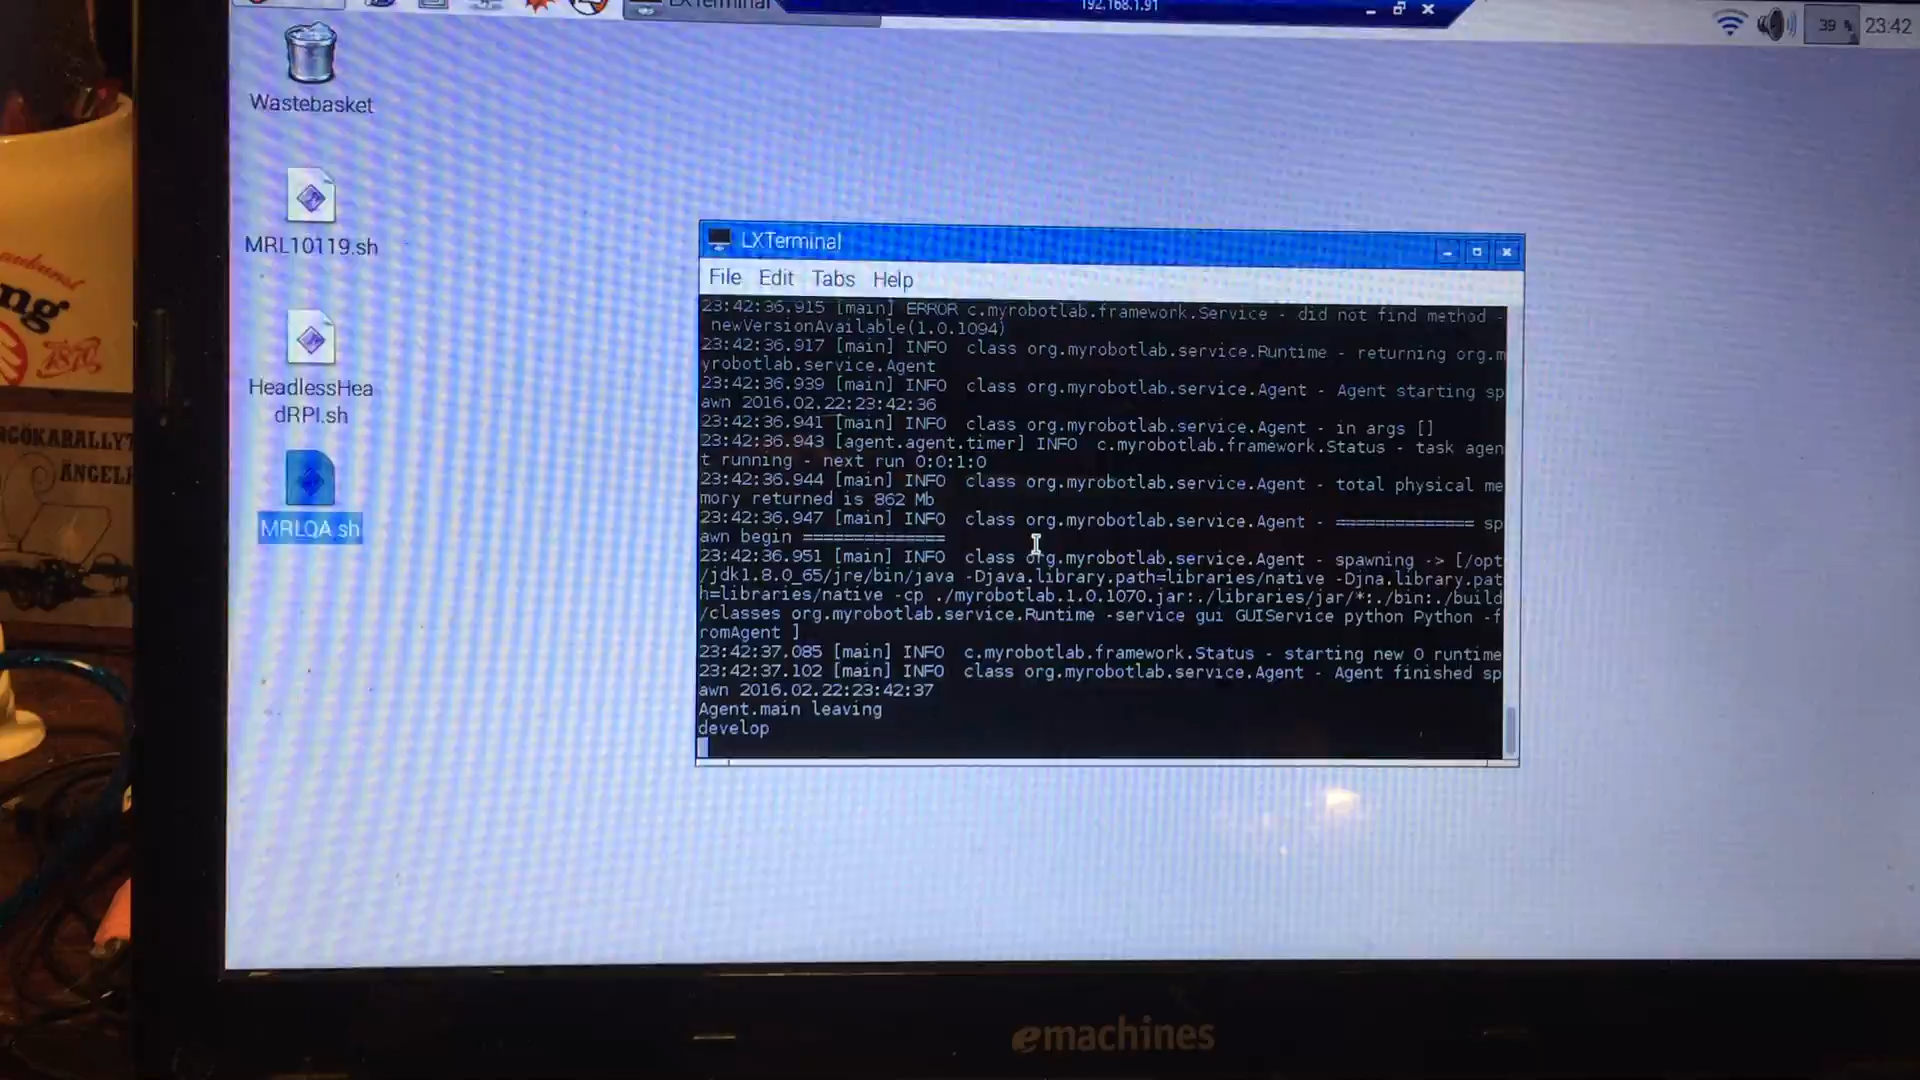 LXTerminal
192.168.1.91
39 %
23:42
Wastebasket
MRL10119.sh
HeadlessHea
dRPI.sh
MRLQA.sh
LXTerminal
File Edit Tabs Help
23:42:36.915 [main] ERROR c.myrobotlab.framework.Service - did not find method -
newVersionAvailable(1.0.1094)
23:42:36.917 [main] INFO class org.myrobotlab.service.Runtime - returning org.m
yrobotlab.service.Agent
23:42:36.939 [main] INFO class org.myrobotlab.service.Agent - Agent starting sp
awn 2016.02.22:23:42:36
23:42:36.941 [main] INFO class org.myrobotlab.service.Agent - in args []
23:42:36.943 [agent.agent.timer] INFO c.myrobotlab.framework.Status - task agen
t running - next run 0:0:1:0
23:42:36.944 [main] INFO class org.myrobotlab.service.Agent - total physical me
mory returned is 862 Mb
23:42:36.947 [main] INFO class org.myrobotlab.service.Agent - ============== sp
awn begin ==============
23:42:36.951 [main] INFO class org.myrobotlab.service.Agent - spawning -> [/opt
/jdk1.8.0_65/jre/bin/java -Djava.library.path=libraries/native -Djna.library.pat
h=libraries/native -cp ./myrobotlab.1.0.1070.jar:./libraries/jar/*:./bin:./build
/classes org.myrobotlab.service.Runtime -service gui GUIService python Python -f
romAgent ]
23:42:37.085 [main] INFO c.myrobotlab.framework.Status - starting new 0 runtime
23:42:37.102 [main] INFO class org.myrobotlab.service.Agent - Agent finished sp
awn 2016.02.22:23:42:37
Agent.main leaving
develop
ng
1870
ÄNGEL
emachines